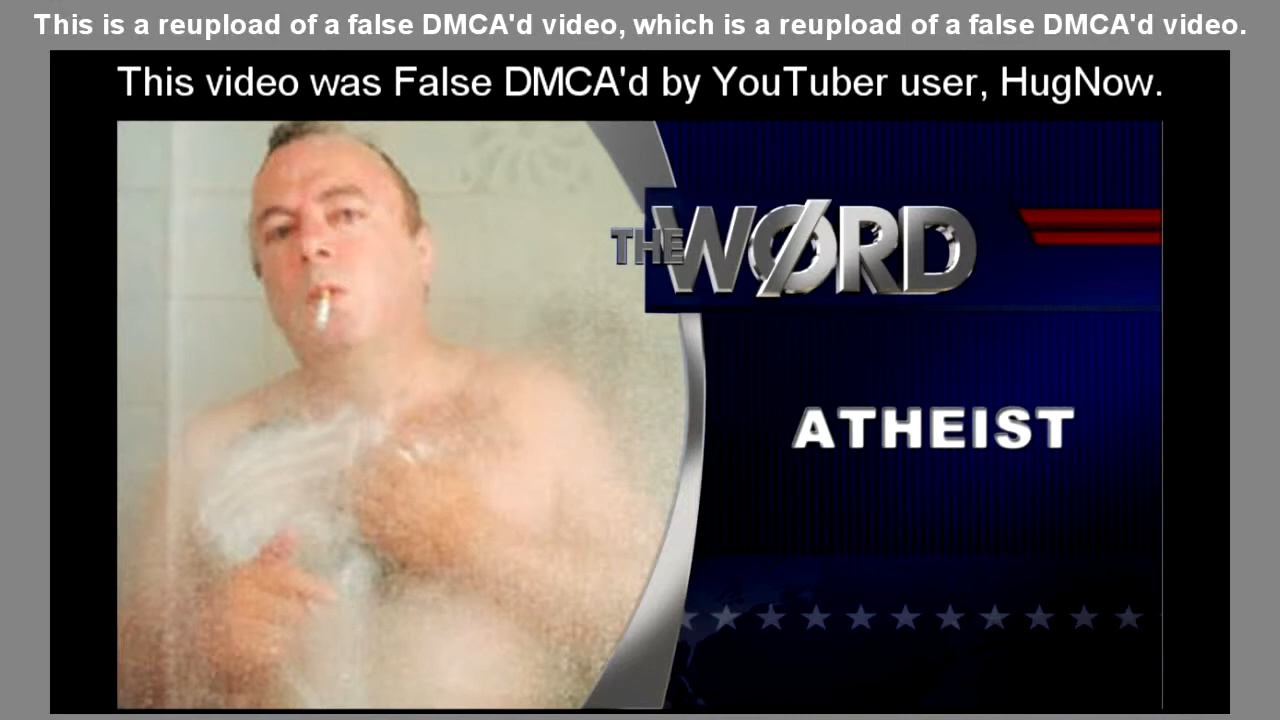 This is a reupload of a false DMCA'd video, which is a reupload of a false DMCA'd video.
This video was False DMCA'd by YouTuber user, HugNow.
THE WØRD
ATHEIST